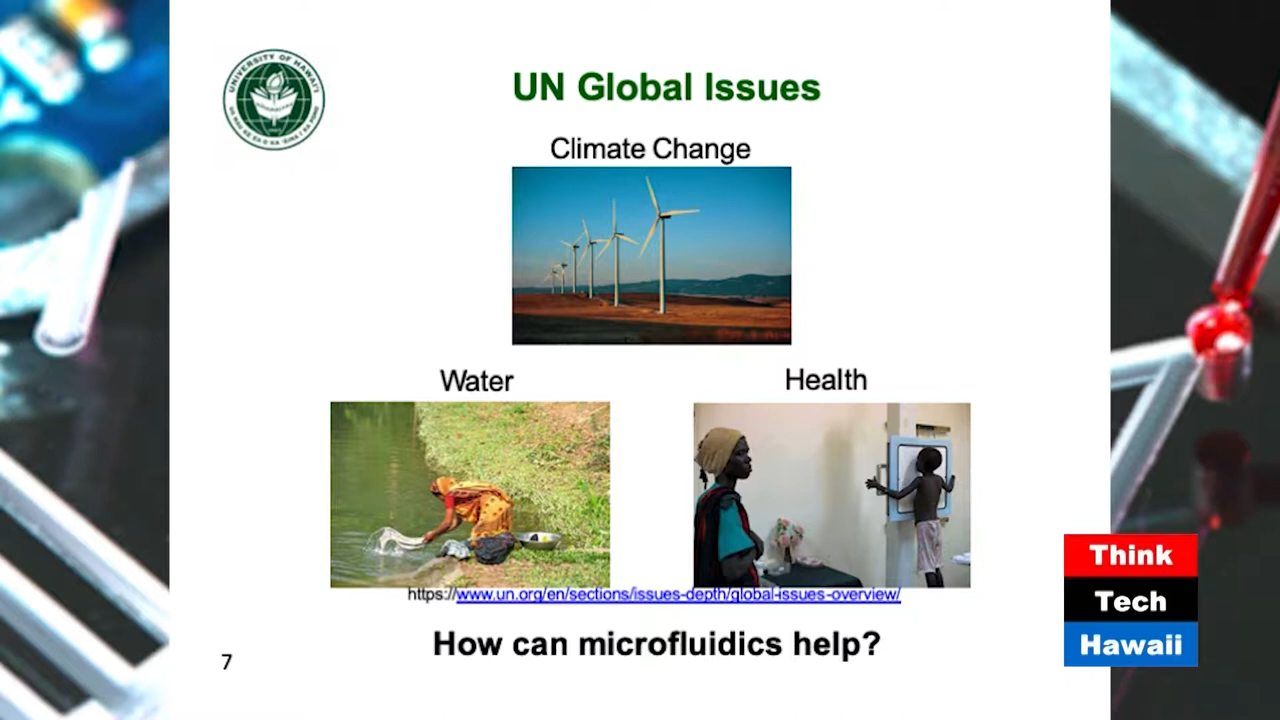 UNIVERSITY OF HAWAI'I
UN Global Issues
Climate Change
Water
Health
https://www.un.org/en/sections/issues-depth/global-issues-overview/
How can microfluidics help?
7
Think
Tech
Hawaii